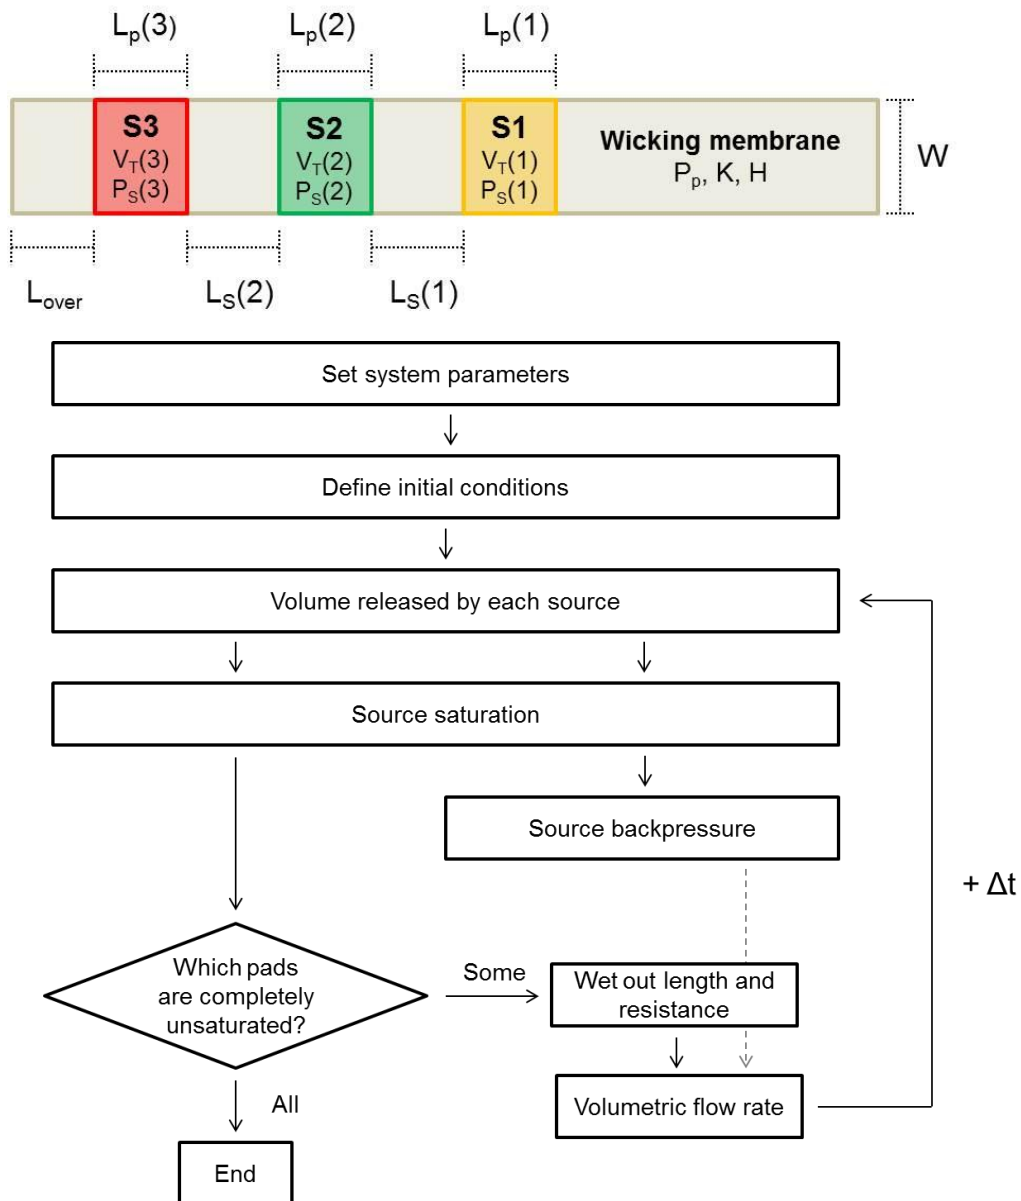 Lp(3) Lp(2) Lp(1)
S3 S2 S1
VT(3) VT(2) VT(1)
PS(3) PS(2) PS(1)
Wicking membrane
Pp, K, H
W
Lover LS(2) LS(1)
Set system parameters
Define initial conditions
Volume released by each source
Source saturation
Source backpressure
+ Δt
Which pads
are completely
unsaturated?
Some
Wet out length and
resistance
Volumetric flow rate
All
End